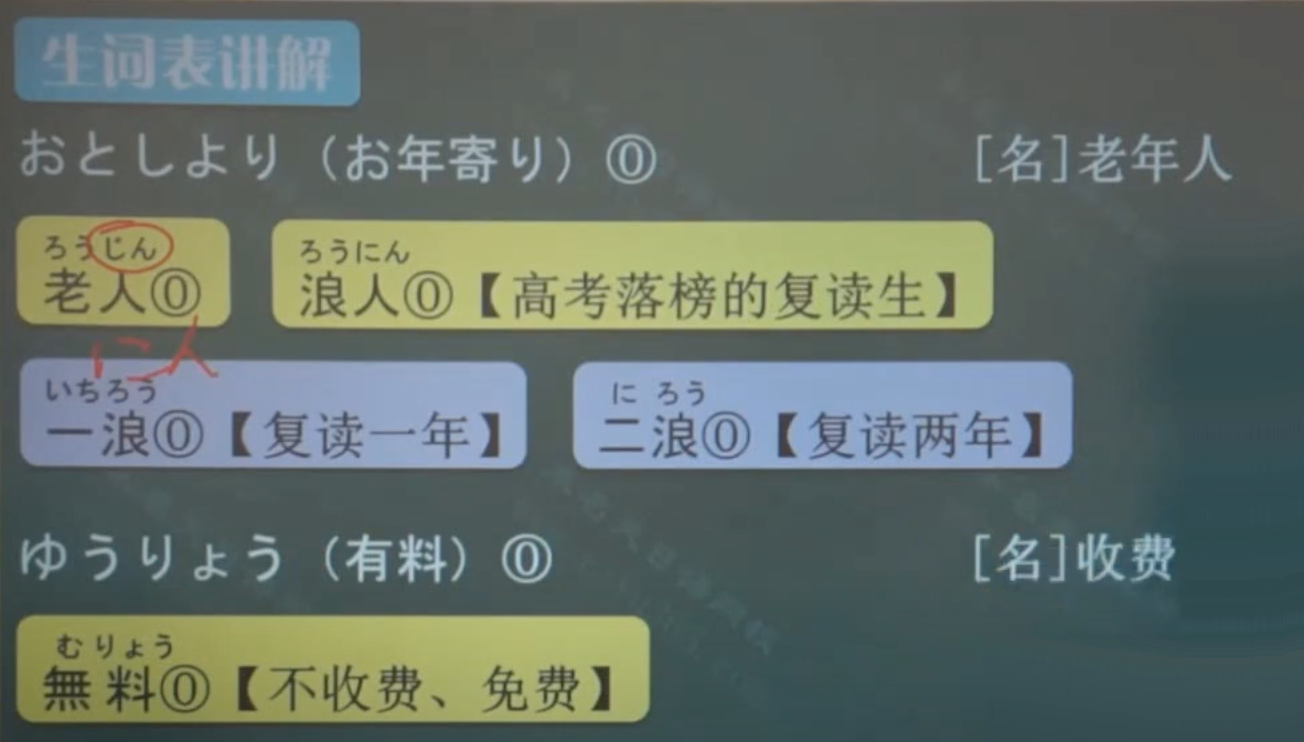 生词表讲解
おとしより（お年寄り）⓪ [名]老年人
ろうじん ろうにん
老人⓪ 浪人⓪【高考落榜的复读生】
に人
いちろう に ろう
一浪⓪【复读一年】 二浪⓪【复读两年】
ゆうりょう（有料）⓪ [名]收费
むりょう
無料⓪【不收费、免费】